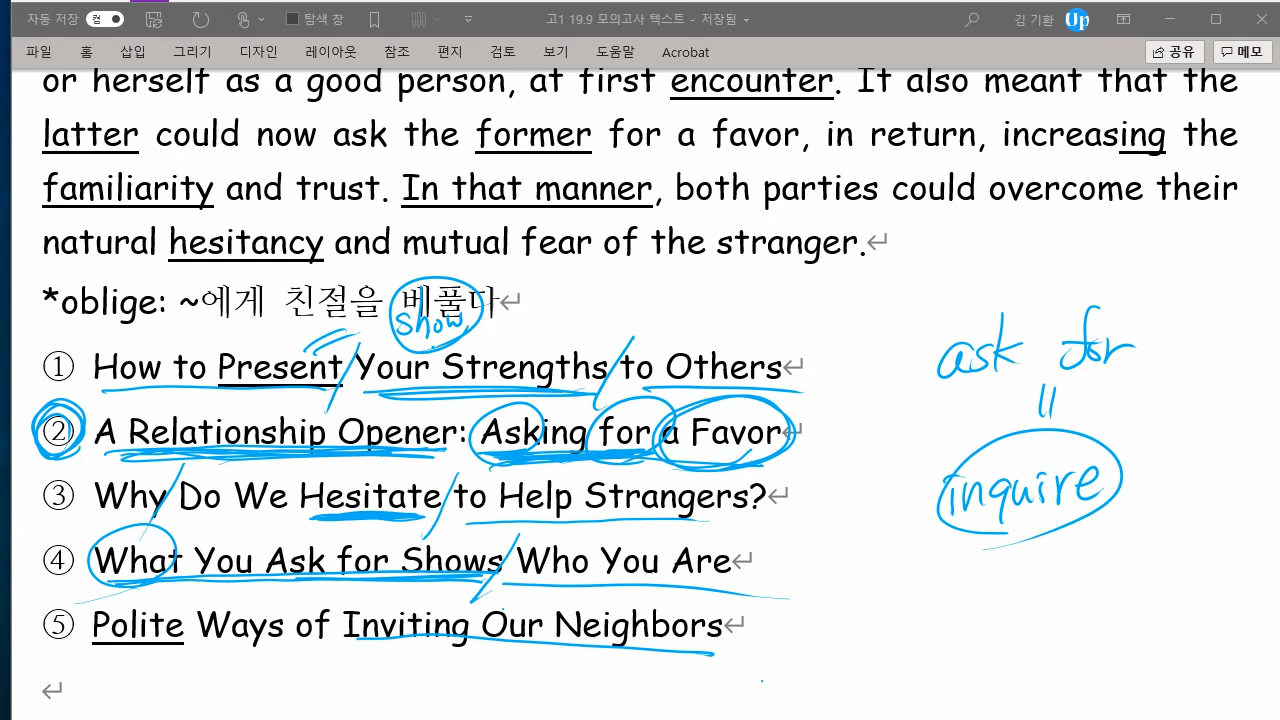 자동 저장 컴 탐색 창 고1 19.9 모의고사 텍스트 - 저장됨 김 기환 Up
파일 홈 삽입 그리기 디자인 레이아웃 참조 편지 검토 보기 도움말 Acrobat 공유 메모
or herself as a good person, at first encounter. It also meant that the
latter could now ask the former for a favor, in return, increasing the
familiarity and trust. In that manner, both parties could overcome their
natural hesitancy and mutual fear of the stranger.
*oblige: ~에게 친절을 베풀다
show
① How to Present Your Strengths to Others
② A Relationship Opener: Asking for a Favor
③ Why Do We Hesitate to Help Strangers?
④ What You Ask for Shows Who You Are
⑤ Polite Ways of Inviting Our Neighbors
ask for
=
inquire